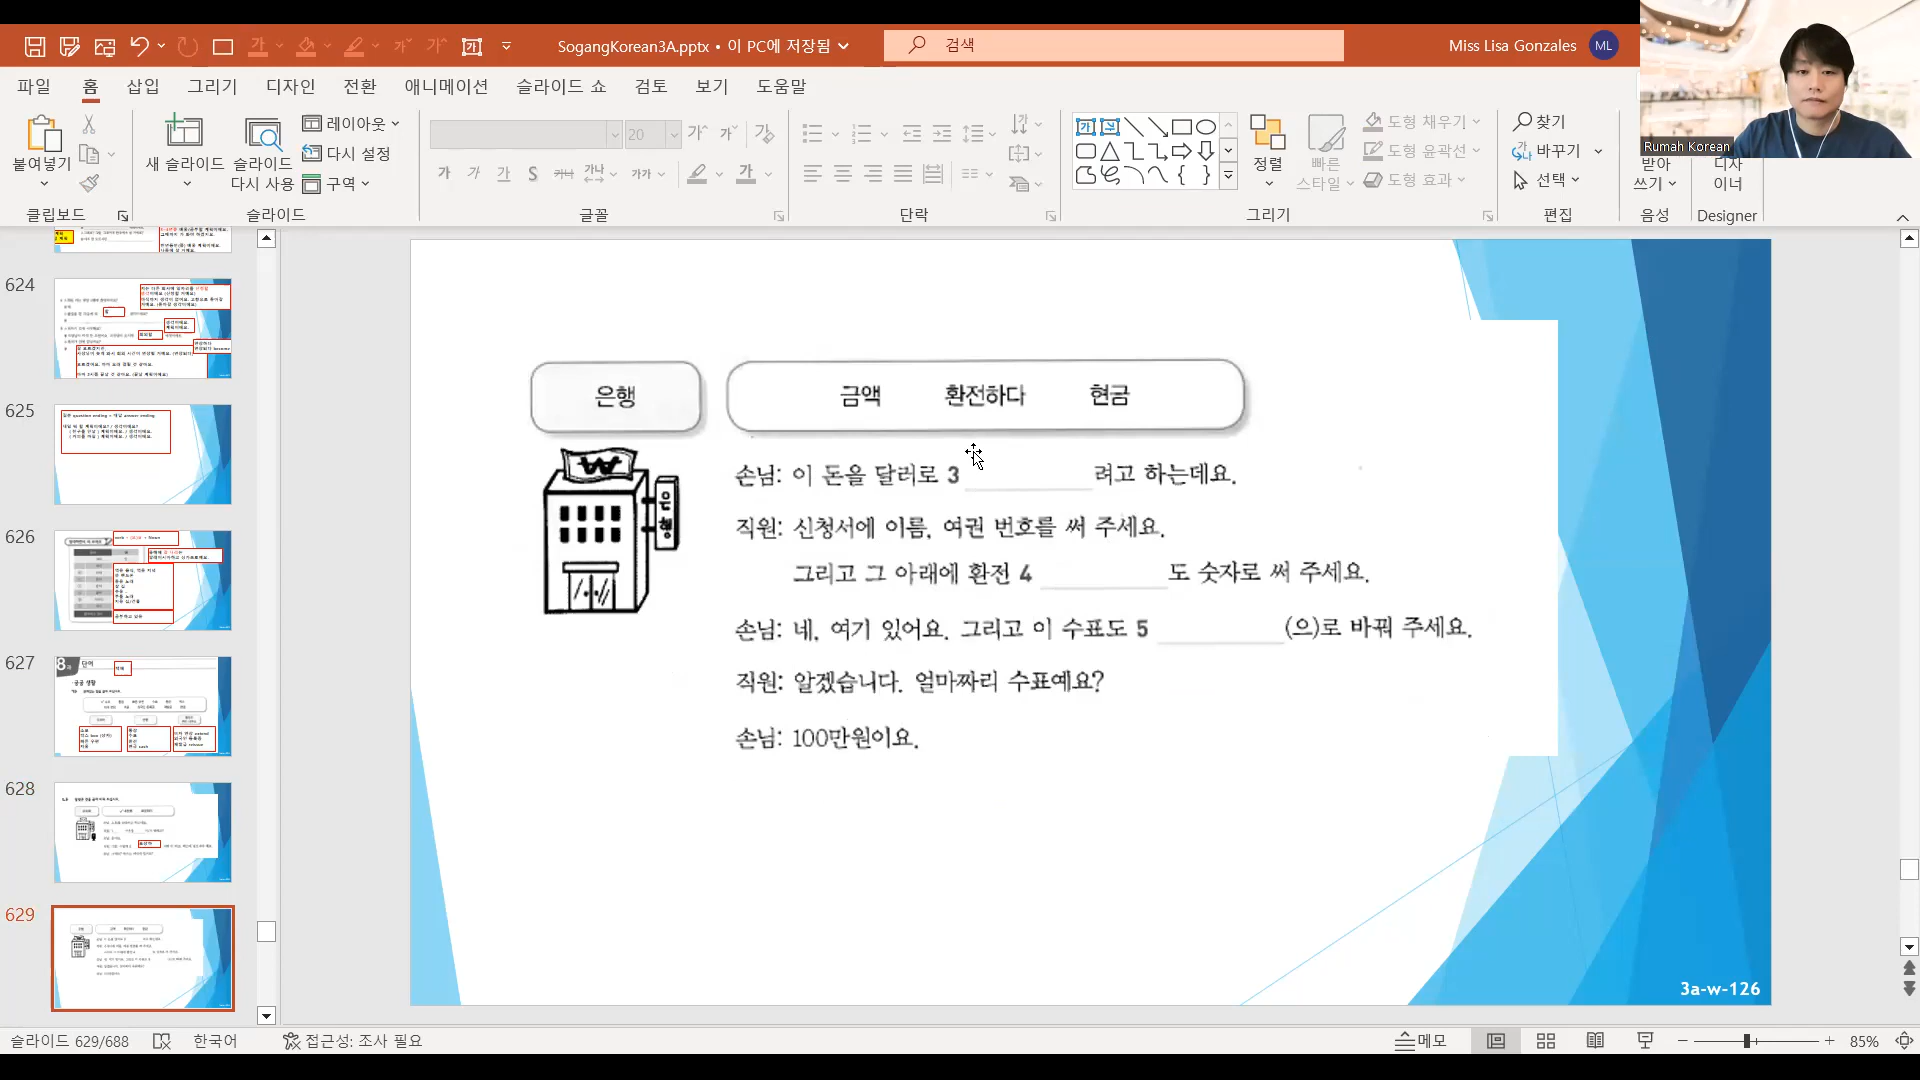 SogangKorean3A.pptx • 이 PC에 저장됨
검색
Miss Lisa Gonzales
ML
파일 홈 삽입 그리기 디자인 전환 애니메이션 슬라이드 쇼 검토 보기 도움말
붙여넣기
새 슬라이드
슬라이드 다시 사용
레이아웃
다시 설정
구역
20
가
정렬
빠른 스타일
도형 채우기
도형 윤곽선
도형 효과
찾기
바꾸기
선택
받아쓰기
디자이너
Rumah Korean
클립보드 슬라이드 글꼴 단락 그리기 편집 음성 Designer
624
625
626
627
628
629
은행
금액 환전하다 현금
은행
손님: 이 돈을 달러로 3 ____ 려고 하는데요.
직원: 신청서에 이름, 여권 번호를 써 주세요.
그리고 그 아래에 환전 4 ____ 도 숫자로 써 주세요.
손님: 네, 여기 있어요. 그리고 이 수표도 5 ____ (으)로 바꿔 주세요.
직원: 알겠습니다. 얼마짜리 수표예요?
손님: 100만원이요.
3a-w-126
슬라이드 629/688 한국어 접근성: 조사 필요 메모 85%